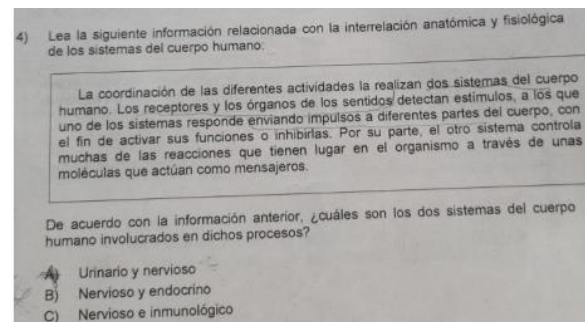 4) Lea la siguiente información relacionada con la interrelación anatómica y fisiológica
de los sistemas del cuerpo humano:
La coordinación de las diferentes actividades la realizan dos sistemas del cuerpo
humano. Los receptores y los órganos de los sentidos detectan estímulos, a los que
uno de los sistemas responde enviando impulsos a diferentes partes del cuerpo, con
el fin de activar sus funciones o inhibirlas. Por su parte, el otro sistema controla
muchas de las reacciones que tienen lugar en el organismo a través de unas
moléculas que actúan como mensajeros.
De acuerdo con la información anterior, ¿cuáles son los dos sistemas del cuerpo
humano involucrados en dichos procesos?
A) Urinario y nervioso
B) Nervioso y endocrino
C) Nervioso e inmunológico